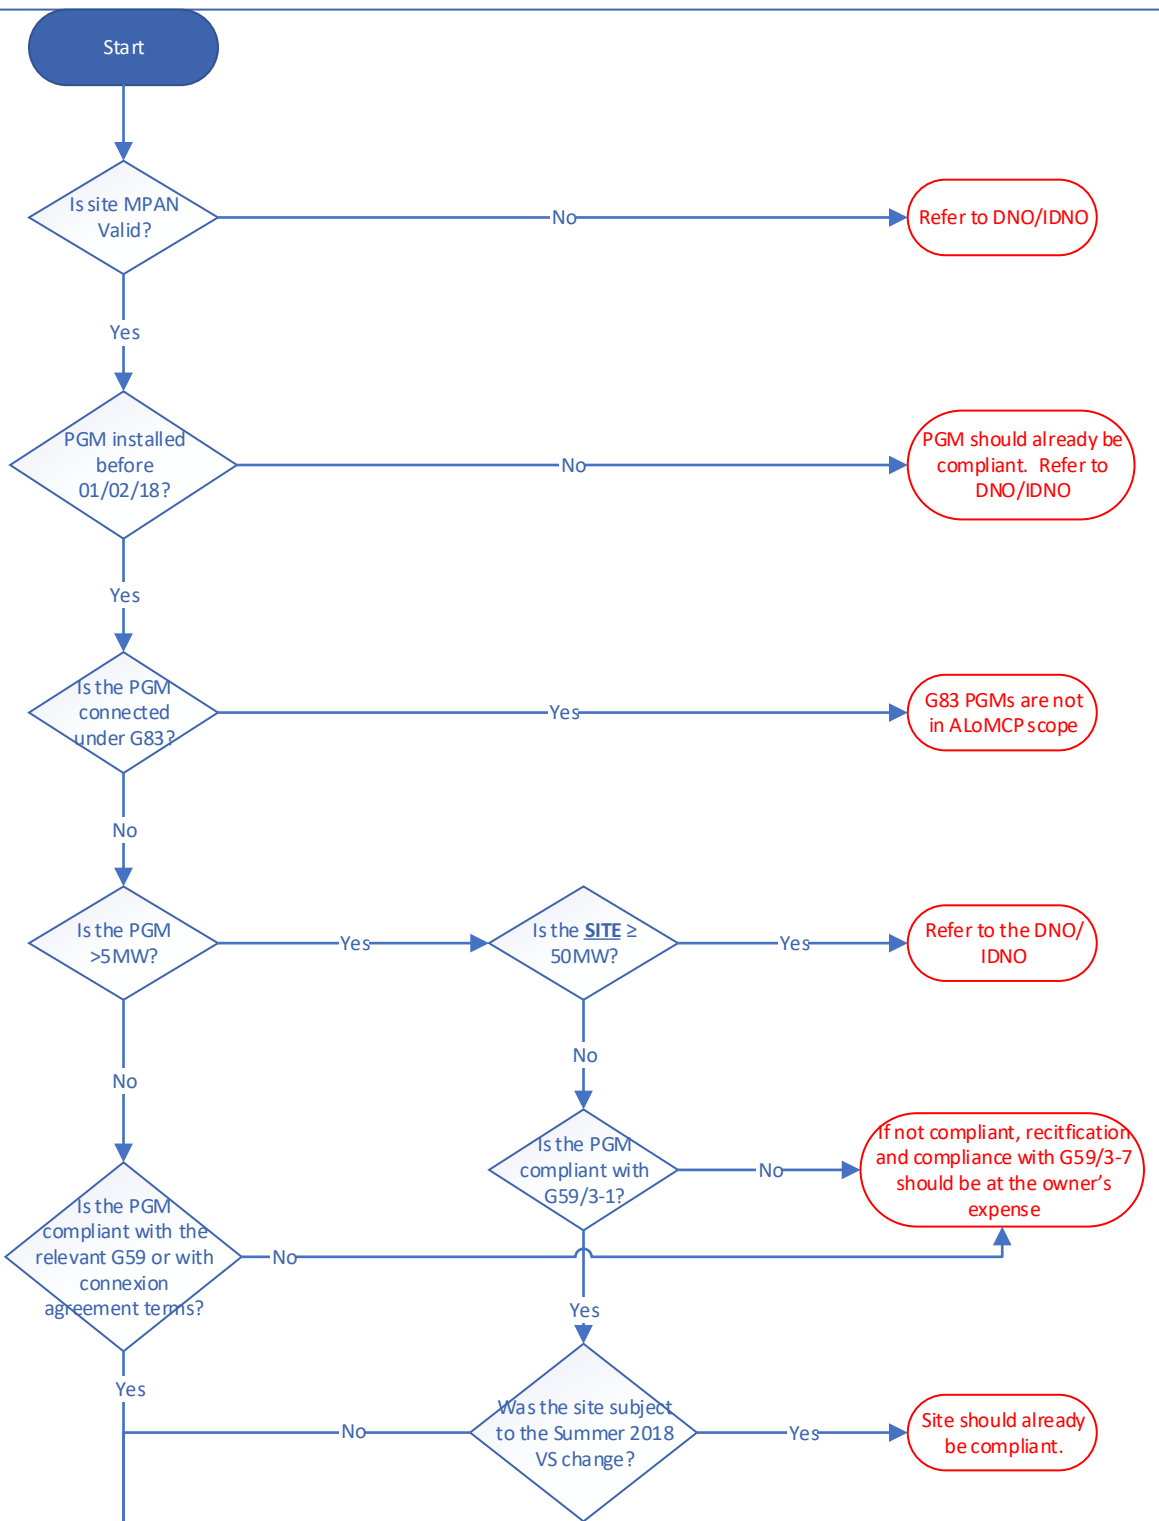 Start
Is site MPAN
Valid?
No
Refer to DNO/IDNO
Yes
PGM installed
before
01/02/18?
No
PGM should already be
compliant. Refer to
DNO/IDNO
Yes
Is the PGM
connected
under G83?
Yes
G83 PGMs are not
in ALoMCP scope
No
Is the PGM
>5MW?
Yes
Is the SITE ≥
50MW?
Yes
Refer to the DNO/
IDNO
No
No
Is the PGM
compliant with
G59/3-1?
No
If not compliant, recitfication
and compliance with G59/3-7
should be at the owner’s
expense
Is the PGM
compliant with the
relevant G59 or with
connexion
agreement terms?
No
Yes
Yes
No
Was the site subject
to the Summer 2018
VS change?
Yes
Site should already
be compliant.